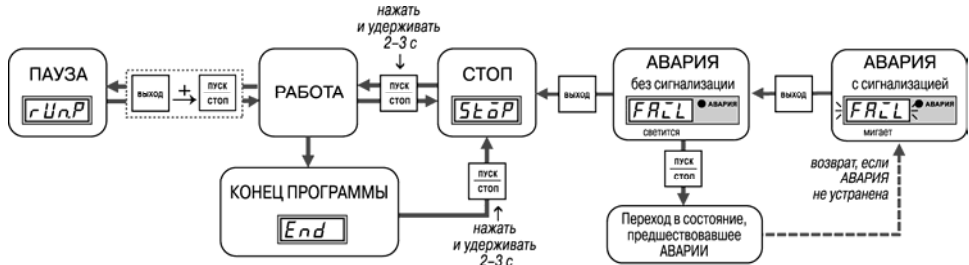 нажать
и удерживать
2–3 с
ПАУЗА
rUn.P
ВЫХОД
+
ПУСК
СТОП
РАБОТА
ПУСК
СТОП
СТОП
StoP
ВЫХОД
АВАРИЯ
без сигнализации
FAIL
АВАРИЯ
светится
ВЫХОД
АВАРИЯ
с сигнализацией
FAIL
АВАРИЯ
мигает
КОНЕЦ ПРОГРАММЫ
End
ПУСК
СТОП
нажать
и удерживать
2–3 с
ПУСК
СТОП
Переход в состояние,
предшествовавшее
АВАРИИ
возврат, если
АВАРИЯ
не устранена